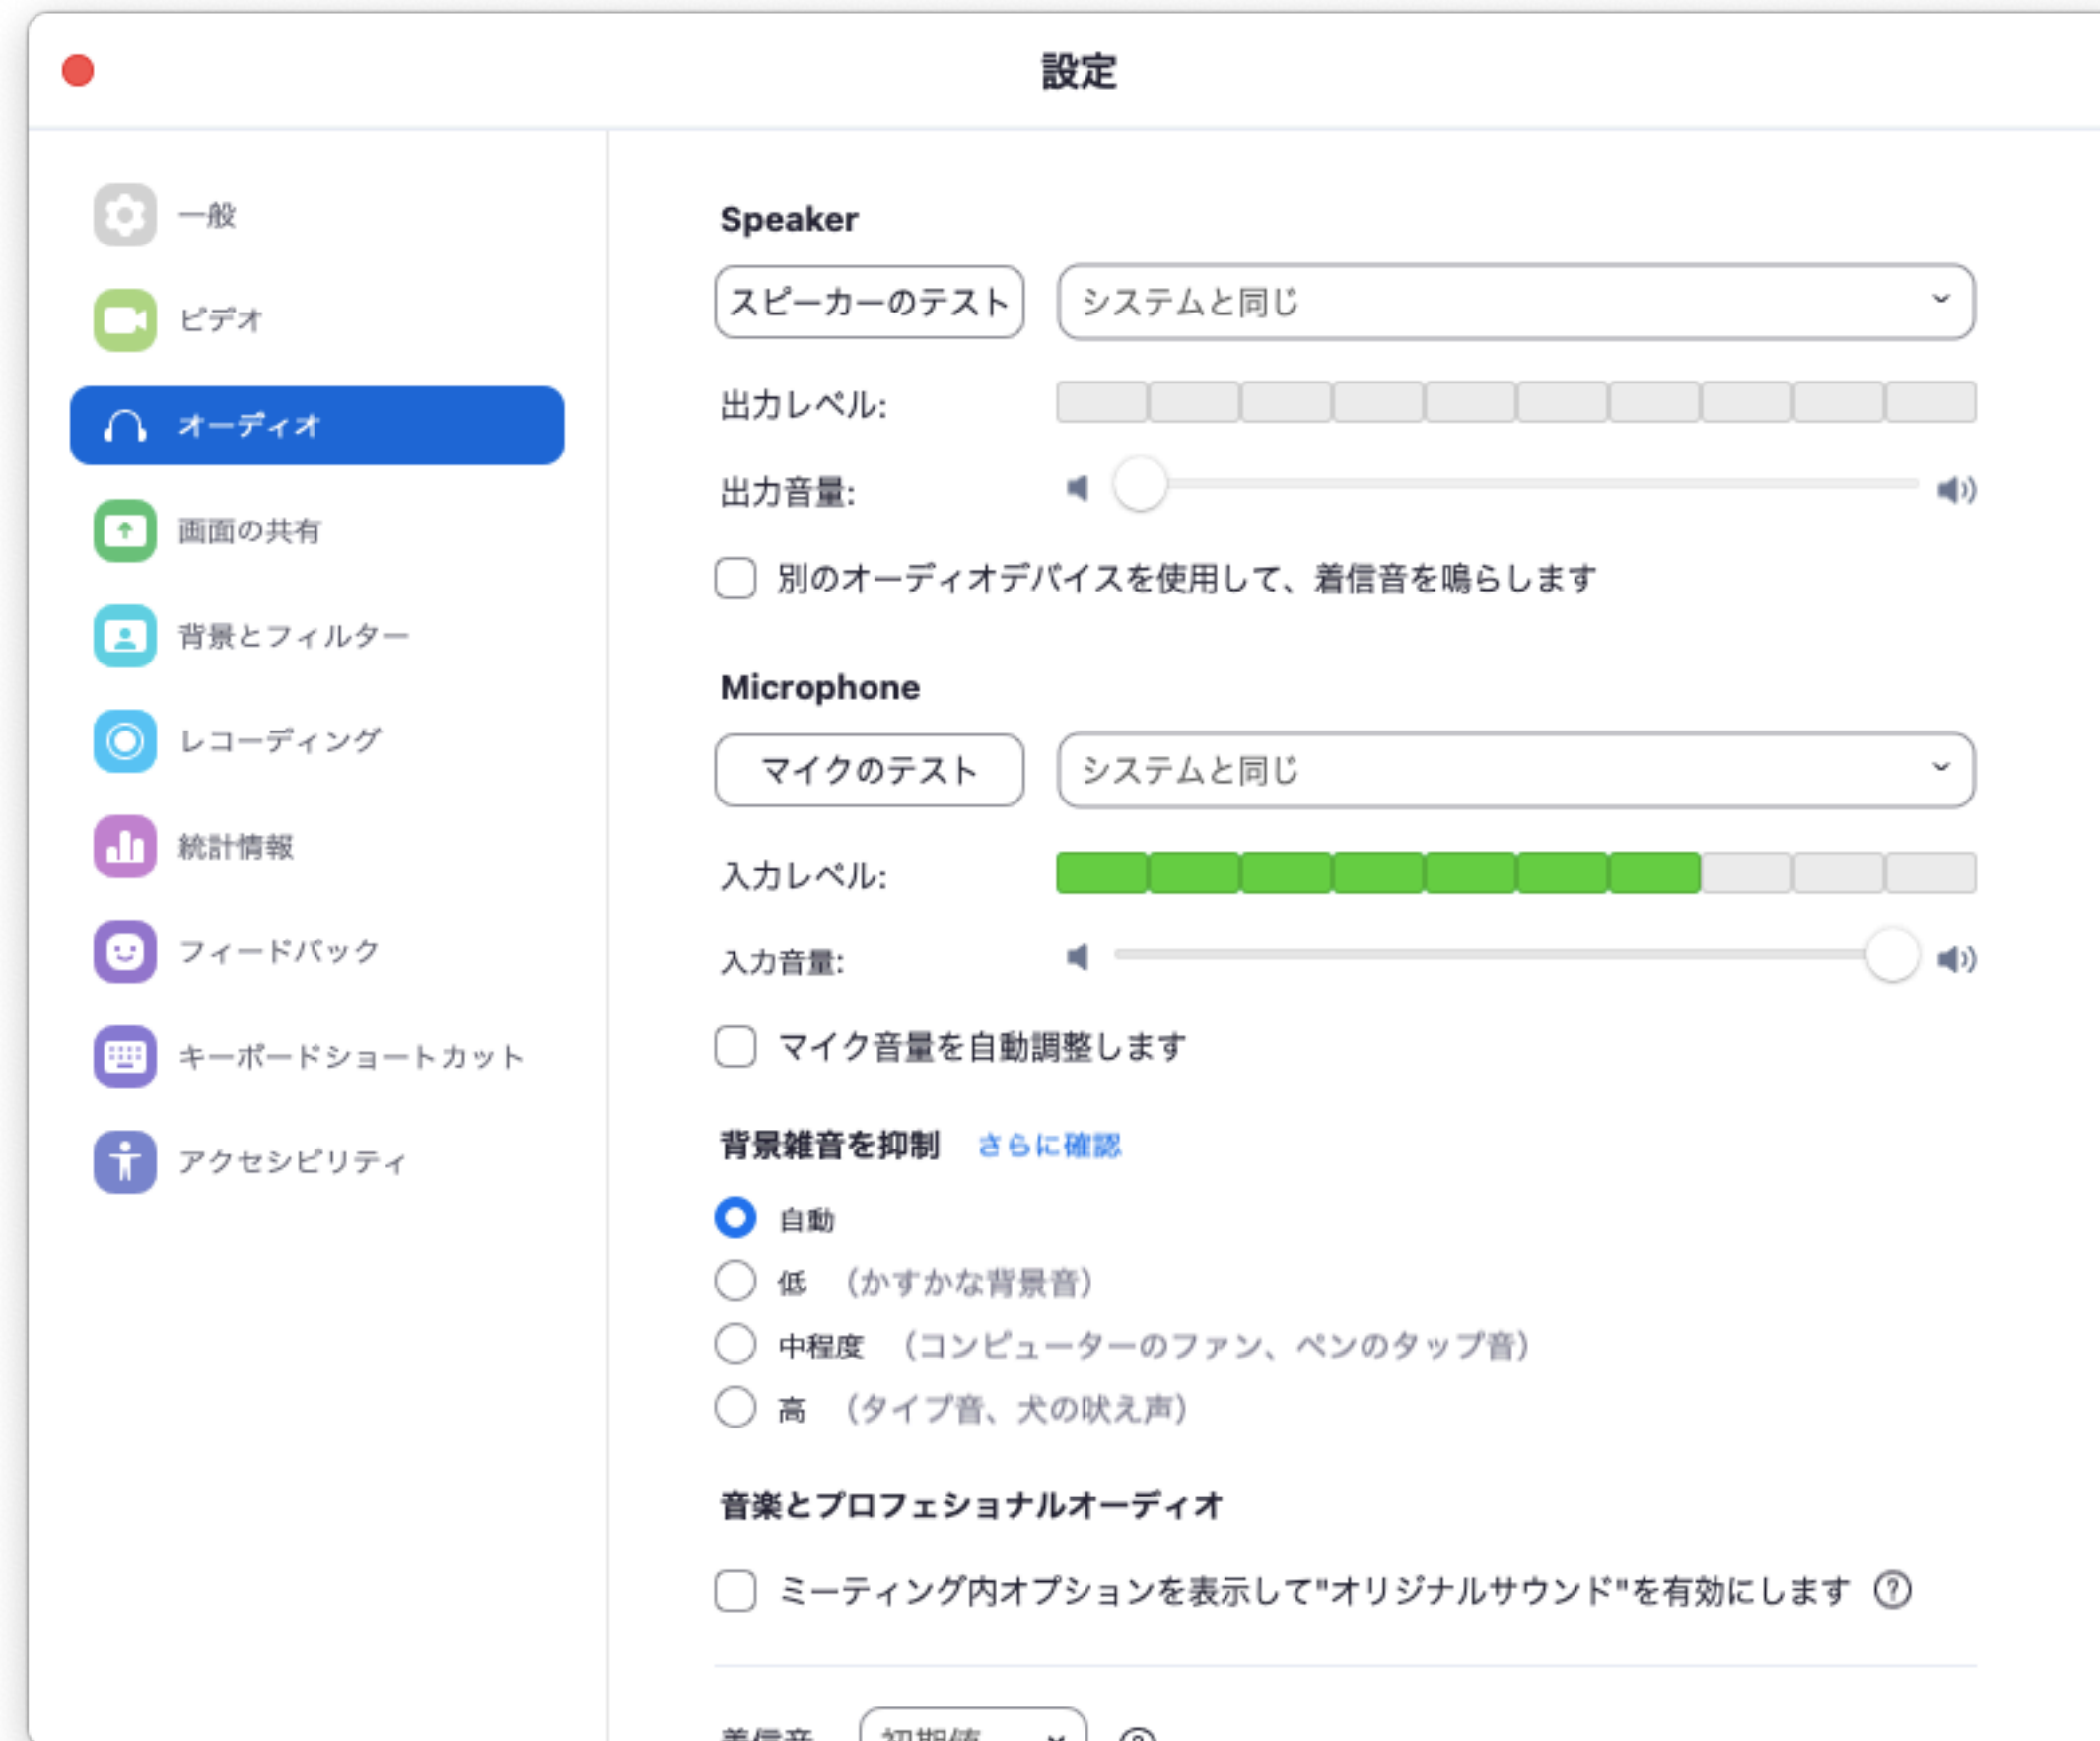 設定
一般
ビデオ
オーディオ
画面の共有
背景とフィルター
レコーディング
統計情報
フィードバック
キーボードショートカット
アクセシビリティ
Speaker
スピーカーのテスト
システムと同じ
出力レベル:
出力音量:
別のオーディオデバイスを使用して、着信音を鳴らします
Microphone
マイクのテスト
システムと同じ
入力レベル:
入力音量:
マイク音量を自動調整します
背景雑音を抑制 さらに確認
自動
低 （かすかな背景音）
中程度 （コンピューターのファン、ペンのタップ音）
高 （タイプ音、犬の吠え声）
音楽とプロフェショナルオーディオ
ミーティング内オプションを表示して"オリジナルサウンド"を有効にします
着信音 初期値